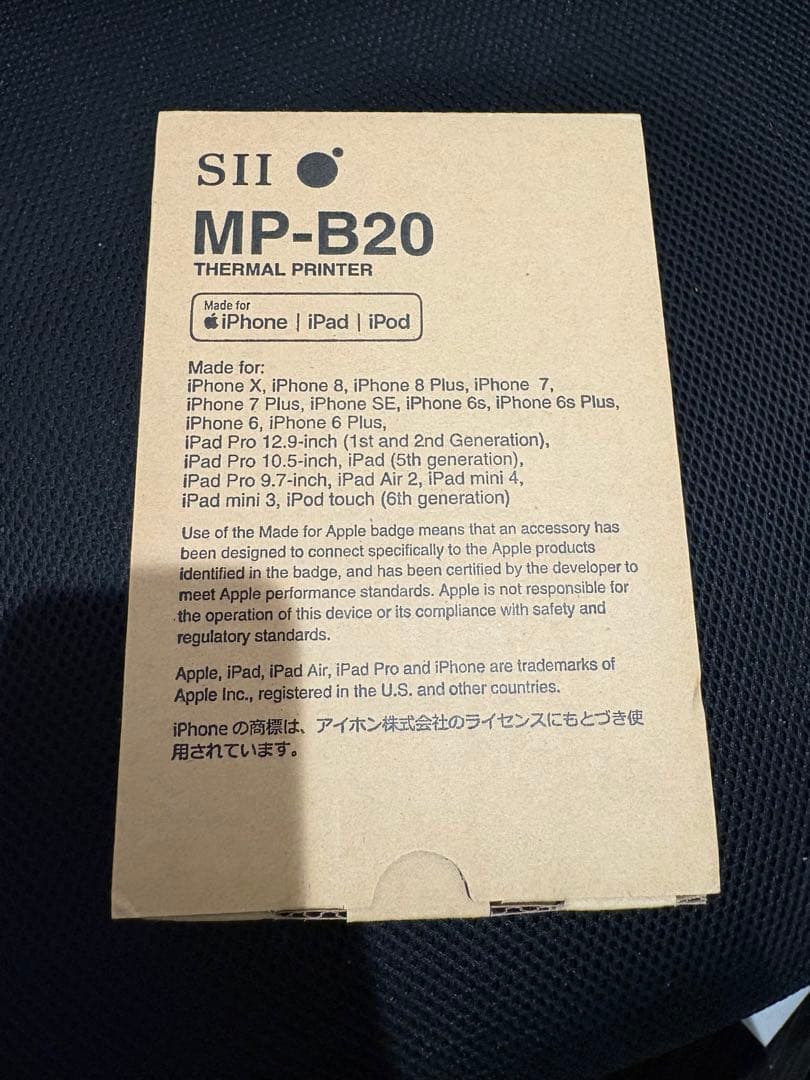 SII
MP-B20
THERMAL PRINTER
Made for
iPhone | iPad | iPod
Made for:
iPhone X, iPhone 8, iPhone 8 Plus, iPhone 7,
iPhone 7 Plus, iPhone SE, iPhone 6s, iPhone 6s Plus,
iPhone 6, iPhone 6 Plus,
iPad Pro 12.9-inch (1st and 2nd Generation),
iPad Pro 10.5-inch, iPad (5th generation),
iPad Pro 9.7-inch, iPad Air 2, iPad mini 4,
iPad mini 3, iPod touch (6th generation)
Use of the Made for Apple badge means that an accessory has
been designed to connect specifically to the Apple products
identified in the badge, and has been certified by the developer to
meet Apple performance standards. Apple is not responsible for
the operation of this device or its compliance with safety and
regulatory standards.
Apple, iPad, iPad Air, iPad Pro and iPhone are trademarks of
Apple Inc., registered in the U.S. and other countries.
iPhone の商標は、アイホン株式会社のライセンスにもとづき使
用されています。